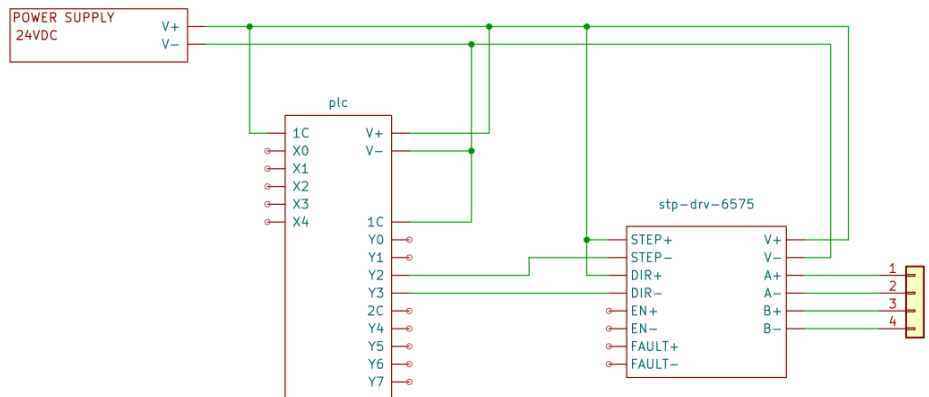 POWER SUPPLY
24VDC
V+
V-
plc
1C
X0
X1
X2
X3
X4
V+
V-
1C
Y0
Y1
Y2
Y3
2C
Y4
Y5
Y6
Y7
stp-drv-6575
STEP+
STEP-
DIR+
DIR-
EN+
EN-
FAULT+
FAULT-
V+
V-
A+
A-
B+
B-
1
2
3
4